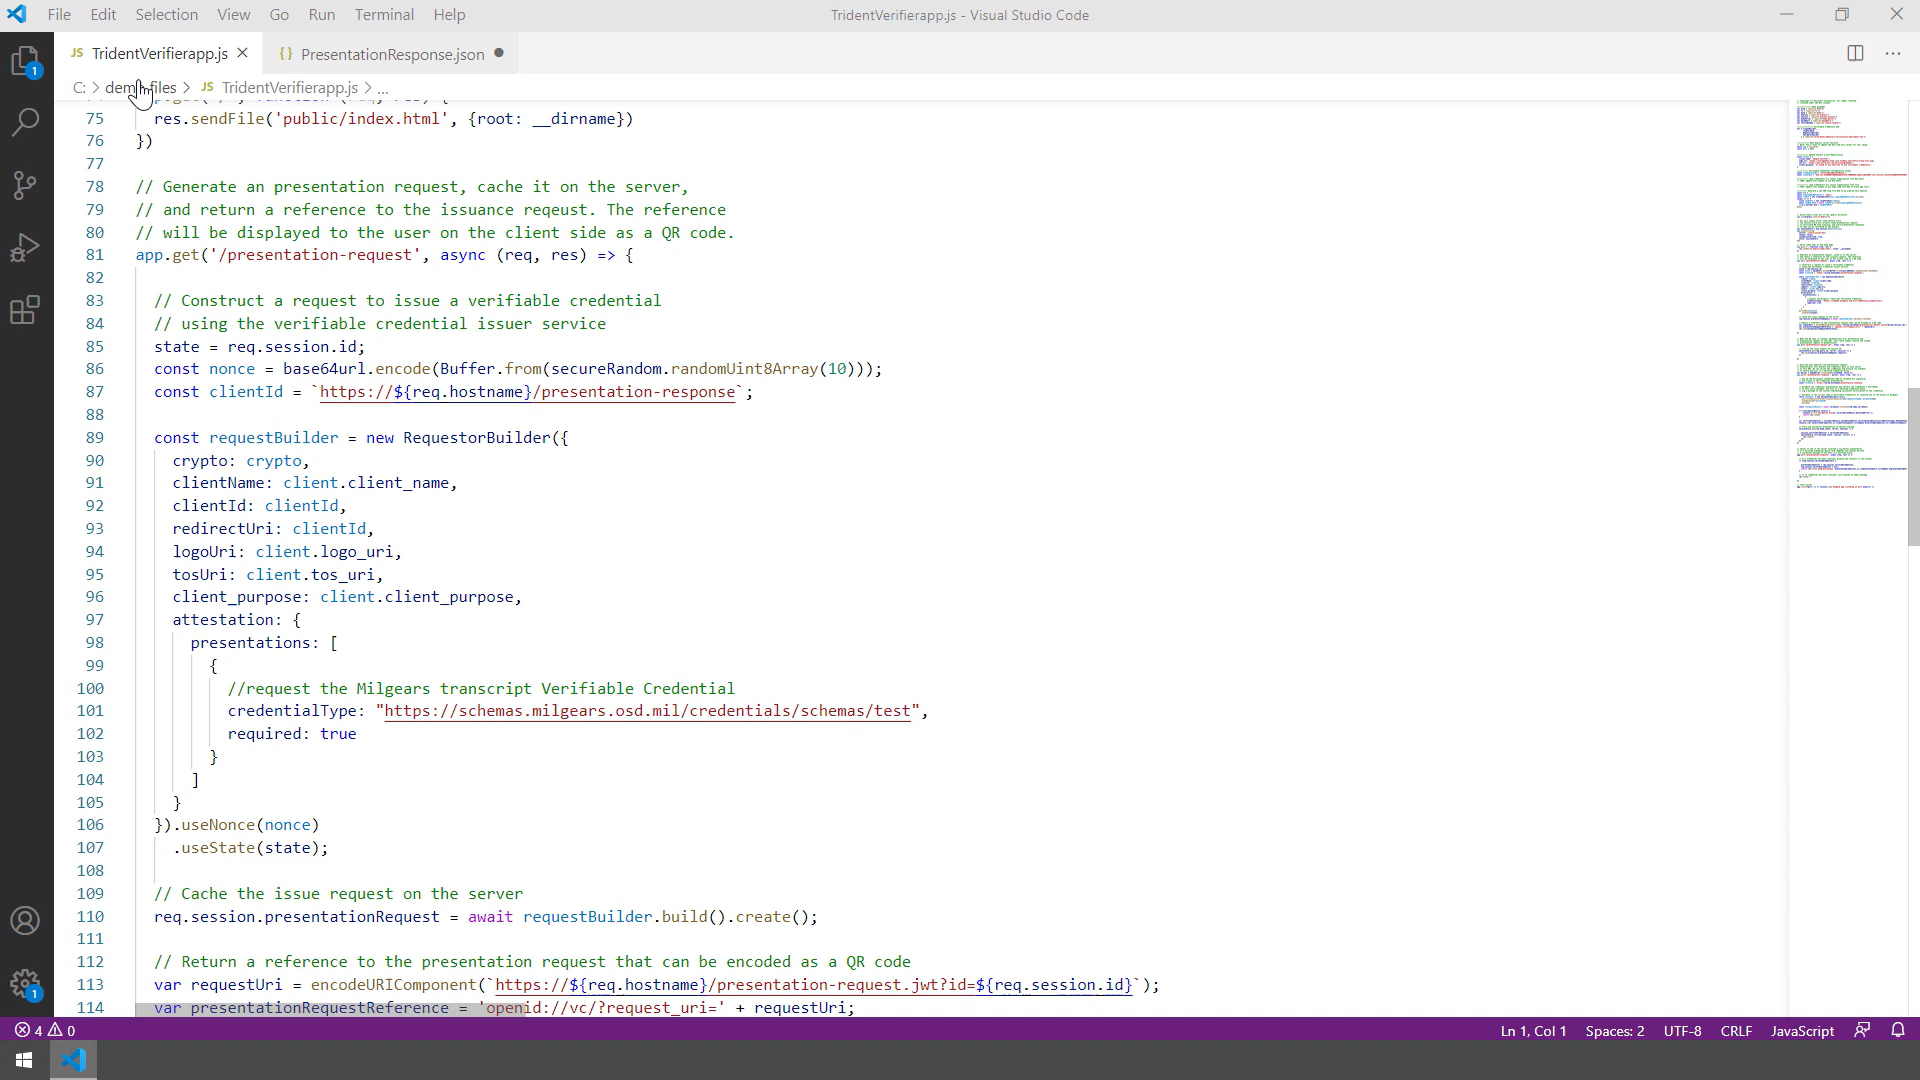 File Edit Selection View Go Run Terminal Help
TridentVerifierapp.js - Visual Studio Code
1
JS TridentVerifierapp.js
{} PresentationResponse.json
C: > files > JS TridentVerifierapp.js > ...
75 res.sendFile('public/index.html', {root: __dirname})
76 })
77
78 // Generate an presentation request, cache it on the server,
79 // and return a reference to the issuance reqeust. The reference
80 // will be displayed to the user on the client side as a QR code.
81 app.get('/presentation-request', async (req, res) => {
82
83 // Construct a request to issue a verifiable credential
84 // using the verifiable credential issuer service
85 state = req.session.id;
86 const nonce = base64url.encode(Buffer.from(secureRandom.randomUint8Array(10)));
87 const clientId = `https://${req.hostname}/presentation-response`;
88
89 const requestBuilder = new RequestorBuilder({
90 crypto: crypto,
91 clientName: client.client_name,
92 clientId: clientId,
93 redirectUri: clientId,
94 logoUri: client.logo_uri,
95 tosUri: client.tos_uri,
96 client_purpose: client.client_purpose,
97 attestation: {
98 presentations: [
99 {
100 //request the Milgears transcript Verifiable Credential
101 credentialType: "https://schemas.milgears.osd.mil/credentials/schemas/test",
102 required: true
103 }
104 ]
105 }
106 }).useNonce(nonce)
107 .useState(state);
108
109 // Cache the issue request on the server
110 req.session.presentationRequest = await requestBuilder.build().create();
111
112 // Return a reference to the presentation request that can be encoded as a QR code
113 var requestUri = encodeURIComponent(`https://${req.hostname}/presentation-request.jwt?id=${req.session.id}`);
114 var presentationRequestReference = 'openid://vc/?request_uri=' + requestUri;
1
4 0
Ln 1, Col 1 Spaces: 2 UTF-8 CRLF JavaScript